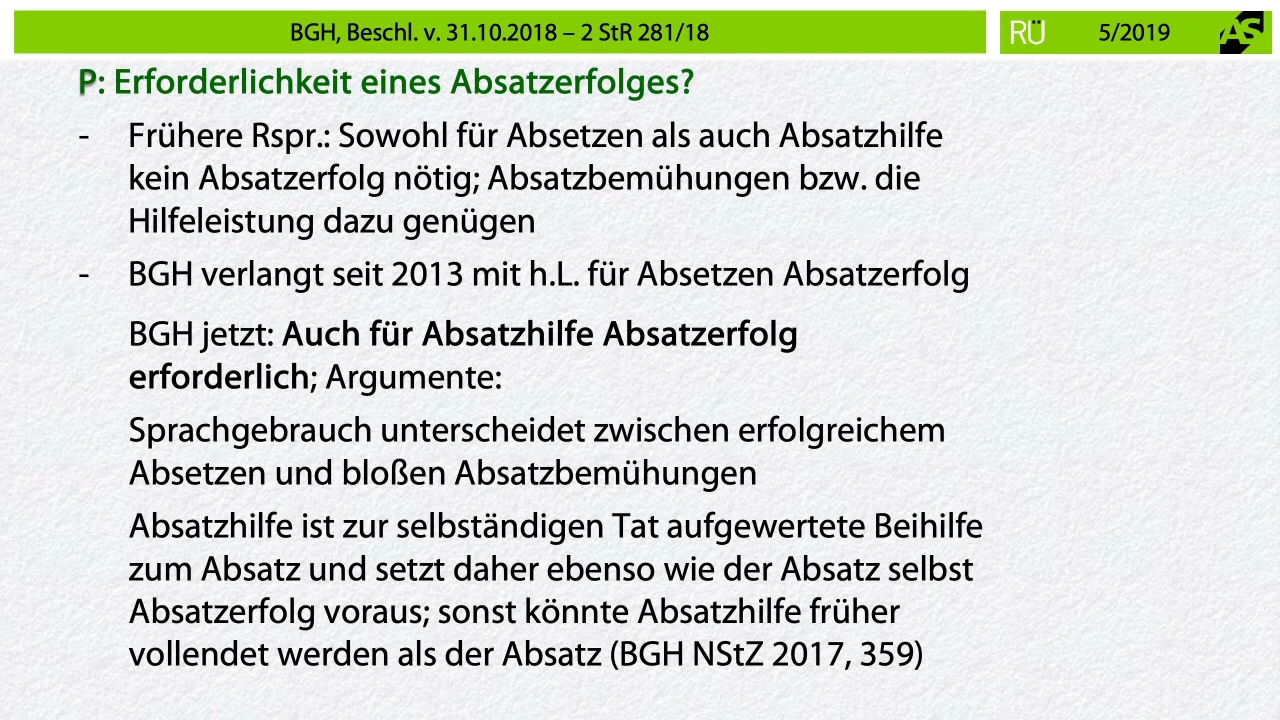 BGH, Beschl. v. 31.10.2018 – 2 StR 281/18
RÜ 5/2019 AS
P: Erforderlichkeit eines Absatzerfolges?
- Frühere Rspr.: Sowohl für Absetzen als auch Absatzhilfe
kein Absatzerfolg nötig; Absatzbemühungen bzw. die
Hilfeleistung dazu genügen
- BGH verlangt seit 2013 mit h.L. für Absetzen Absatzerfolg
BGH jetzt: Auch für Absatzhilfe Absatzerfolg
erforderlich; Argumente:
Sprachgebrauch unterscheidet zwischen erfolgreichem
Absetzen und bloßen Absatzbemühungen
Absatzhilfe ist zur selbständigen Tat aufgewertete Beihilfe
zum Absatz und setzt daher ebenso wie der Absatz selbst
Absatzerfolg voraus; sonst könnte Absatzhilfe früher
vollendet werden als der Absatz (BGH NStZ 2017, 359)